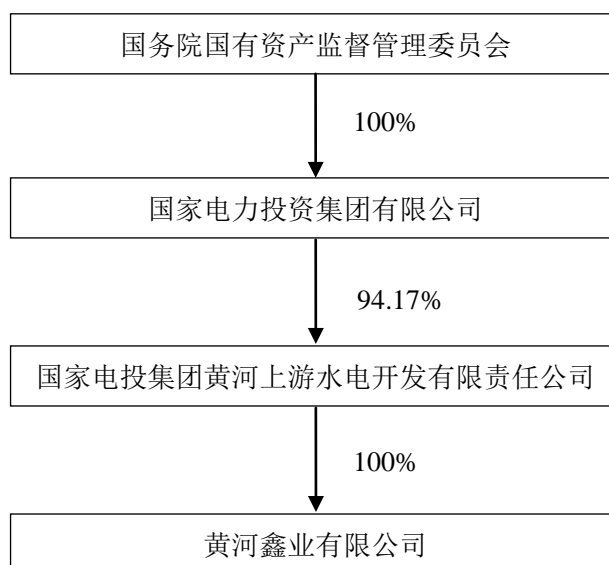 国务院国有资产监督管理委员会
100%
国家电力投资集团有限公司
94.17%
国家电投集团黄河上游水电开发有限责任公司
100%
黄河鑫业有限公司